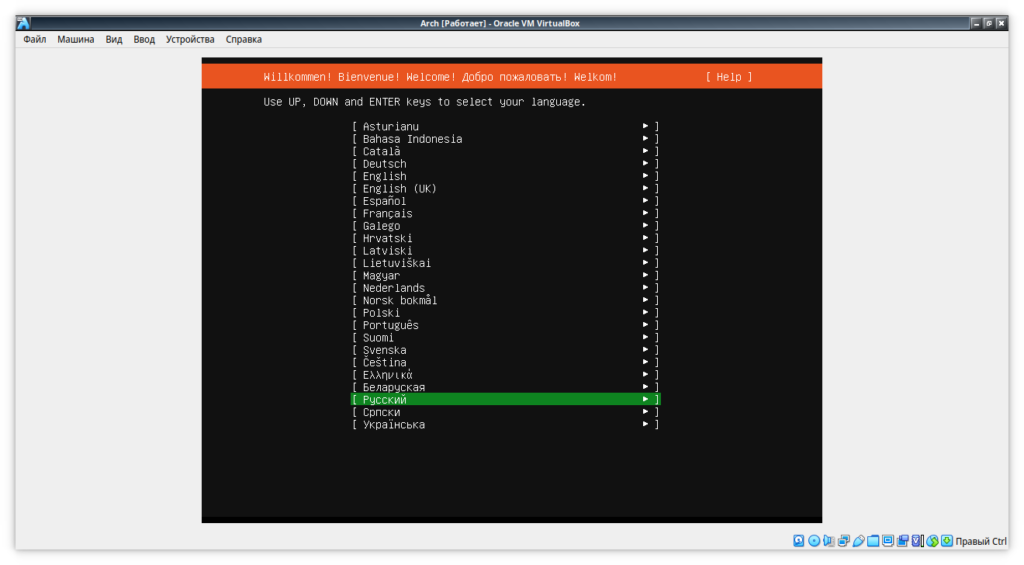 Arch [Работает] - Oracle VM VirtualBox
Файл Машина Вид Ввод Устройства Справка
Willkommen! Bienvenue! Welcome! Добро пожаловать! Welkom! [ Help ]
Use UP, DOWN and ENTER keys to select your language.
[ Asturianu ► ]
[ Bahasa Indonesia ► ]
[ Català ► ]
[ Deutsch ► ]
[ English ► ]
[ English (UK) ► ]
[ Español ► ]
[ Français ► ]
[ Galego ► ]
[ Hrvatski ► ]
[ Latviski ► ]
[ Lietuviškai ► ]
[ Magyar ► ]
[ Nederlands ► ]
[ Norsk bokmål ► ]
[ Polski ► ]
[ Português ► ]
[ Suomi ► ]
[ Svenska ► ]
[ Čeština ► ]
[ Ελληνικά ► ]
[ Беларуская ► ]
[ Русский ► ]
[ Српски ► ]
[ Українська ► ]
Правый Ctrl